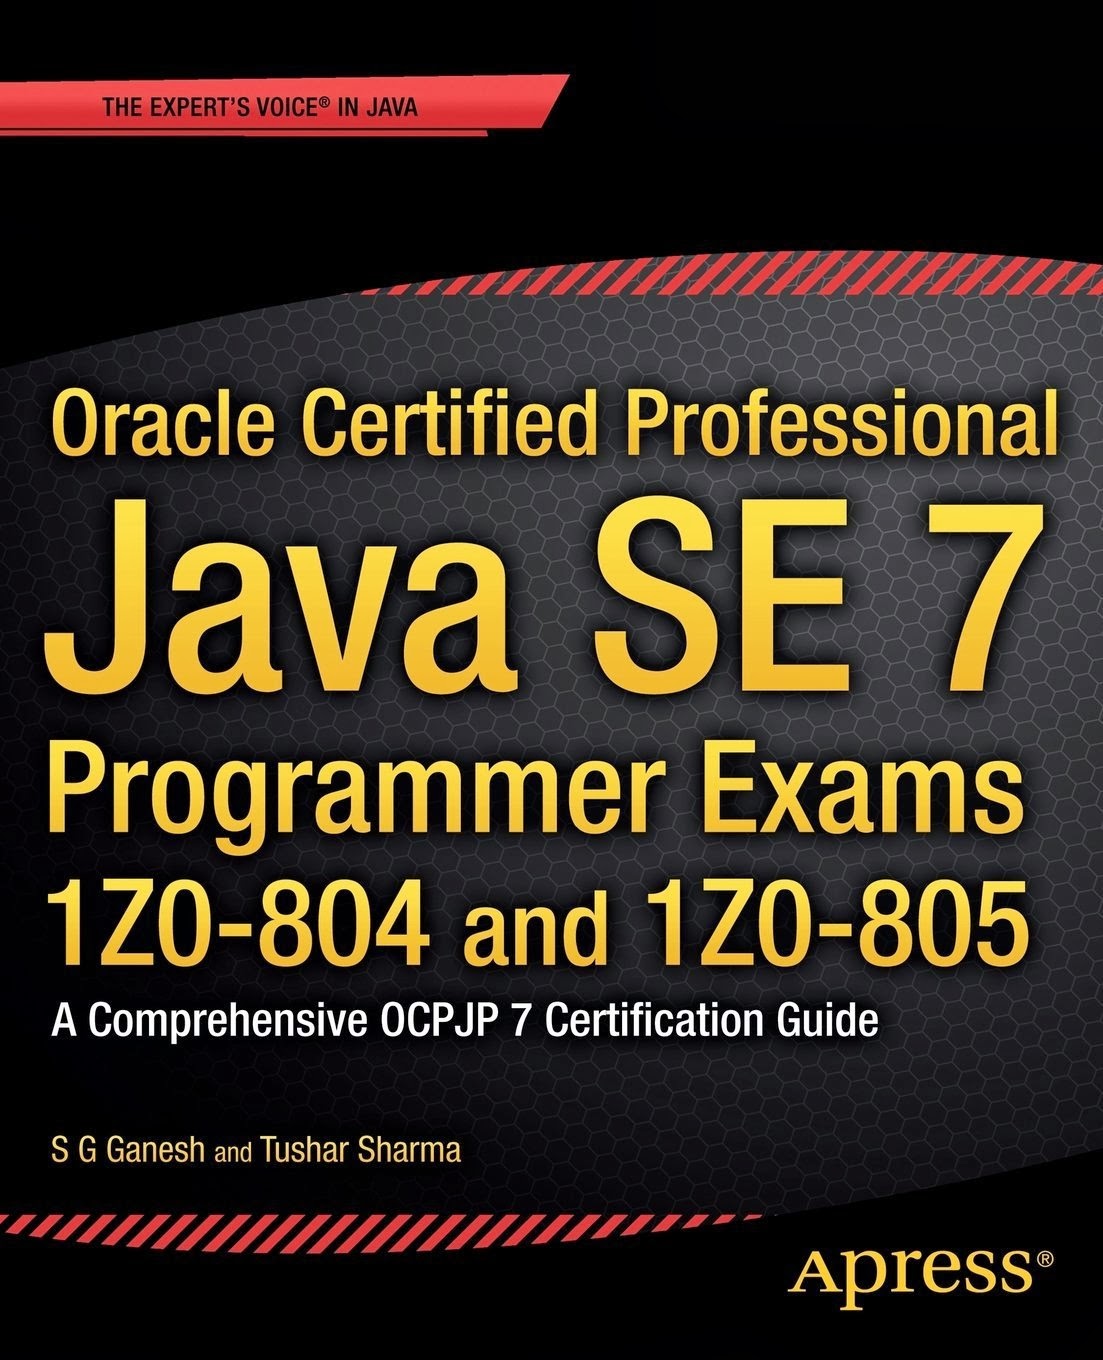 THE EXPERT'S VOICE® IN JAVA
Oracle Certified Professional
Java SE 7
Programmer Exams
1Z0-804 and 1Z0-805
A Comprehensive OCPJP 7 Certification Guide
S G Ganesh and Tushar Sharma
Apress®